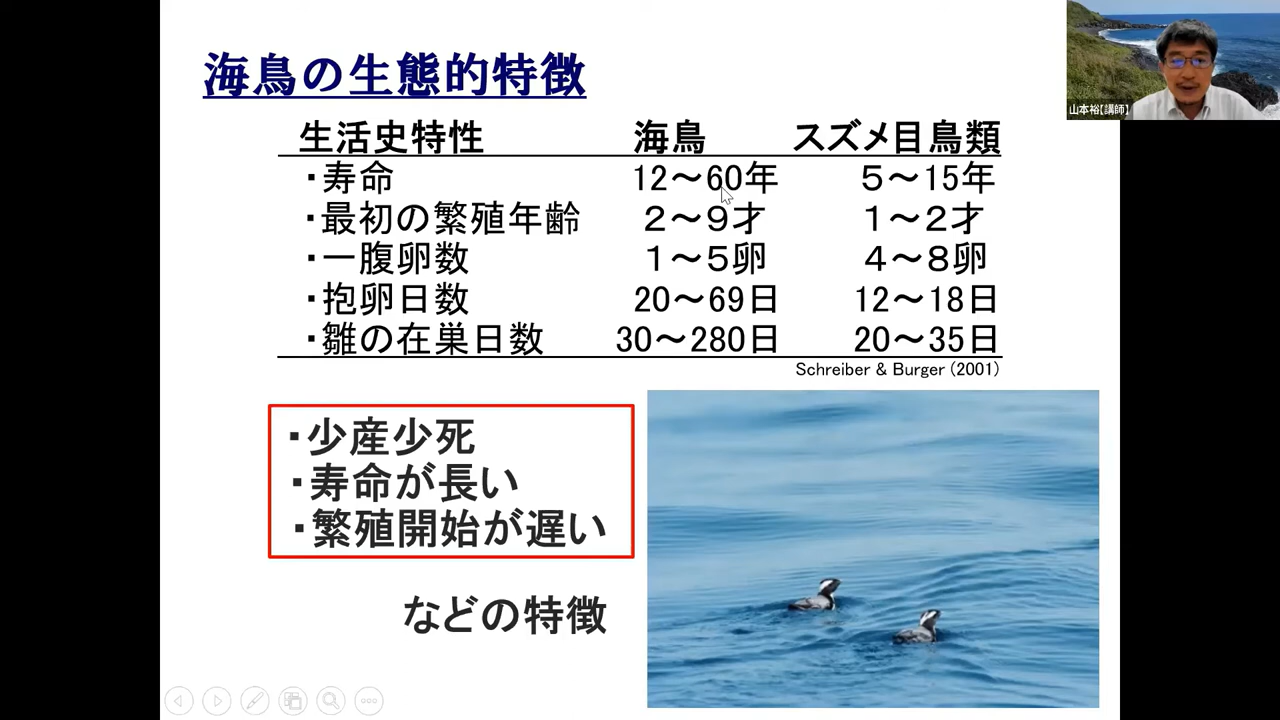 海鳥の生態的特徴
山本裕【講師】
生活史特性 海鳥 スズメ目鳥類
・寿命 12～60年 5～15年
・最初の繁殖年齢 2～9才 1～2才
・一腹卵数 1～5卵 4～8卵
・抱卵日数 20～69日 12～18日
・雛の在巣日数 30～280日 20～35日
Schreiber & Burger (2001)
・少産少死
・寿命が長い
・繁殖開始が遅い
などの特徴